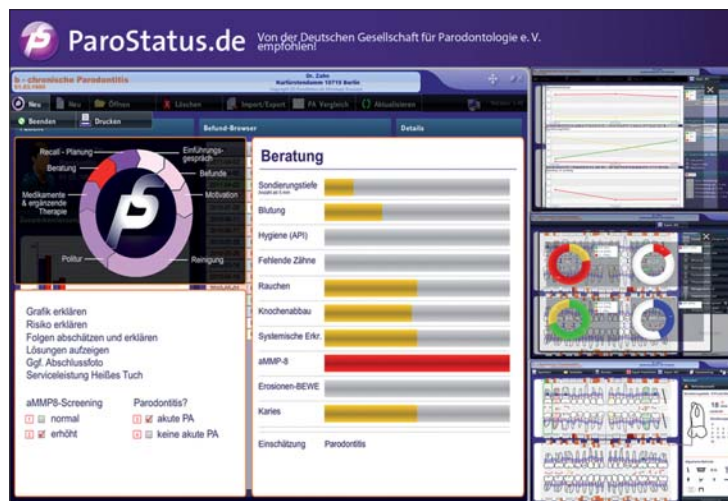 ParoStatus.de
Von der Deutschen Gesellschaft für Parodontologie e. V.
empfohlen!
b - chronische Parodontitis
Dr. Zahn
Kurfürstendamm 10719 Berlin
Neu
Neu
Öffnen
Löschen
Import/Export
PA Vergleich
Aktualisieren
Beenden
Drucken
Befund-Browser
Details
Recall - Planung
Einführungs-
gespräch
Beratung
Befunde
Medikamente
& ergänzende
Therapie
Motivation
Politur
Reinigung
Grafik erklären
Risiko erklären
Folgen abschätzen und erklären
Lösungen aufzeigen
Ggf. Abschlussfoto
Serviceleistung Heißes Tuch
aMMP8-Screening
Parodontitis?
normal
akute PA
erhöht
keine akute PA
Beratung
Sondierungstiefe
Blutung
Hygiene (API)
Fehlende Zähne
Rauchen
Knochenabbau
Systemische Erkr.
aMMP-8
Erosionen-BEWE
Karies
Einschätzung
Parodontitis